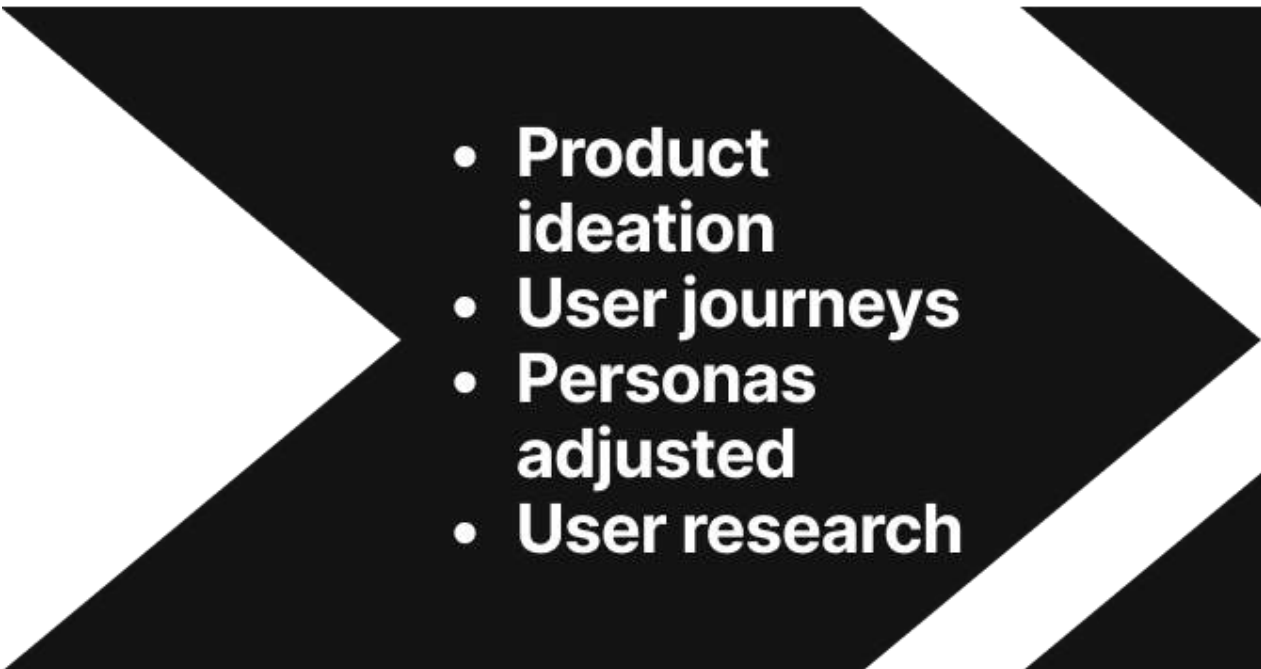 • Product
ideation
• User journeys
• Personas
adjusted
• User research